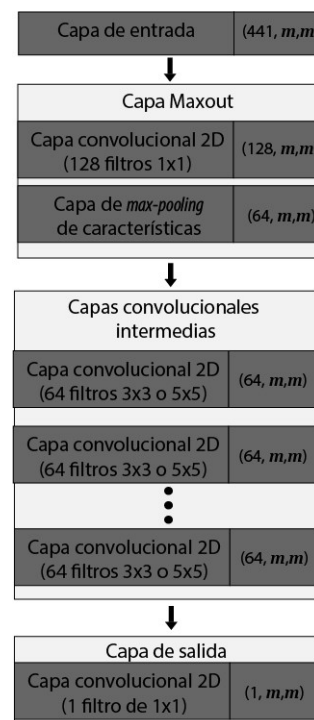 Capa de entrada
(441, m,m)
Capa Maxout
Capa convolucional 2D
(128 filtros 1x1)
(128, m,m)
Capa de max-pooling
de características
(64, m,m)
Capas convolucionales
intermedias
Capa convolucional 2D
(64 filtros 3x3 o 5x5)
(64, m,m)
Capa convolucional 2D
(64 filtros 3x3 o 5x5)
(64, m,m)
Capa convolucional 2D
(64 filtros 3x3 o 5x5)
(64, m,m)
Capa de salida
Capa convolucional 2D
(1 filtro de 1x1)
(1, m,m)